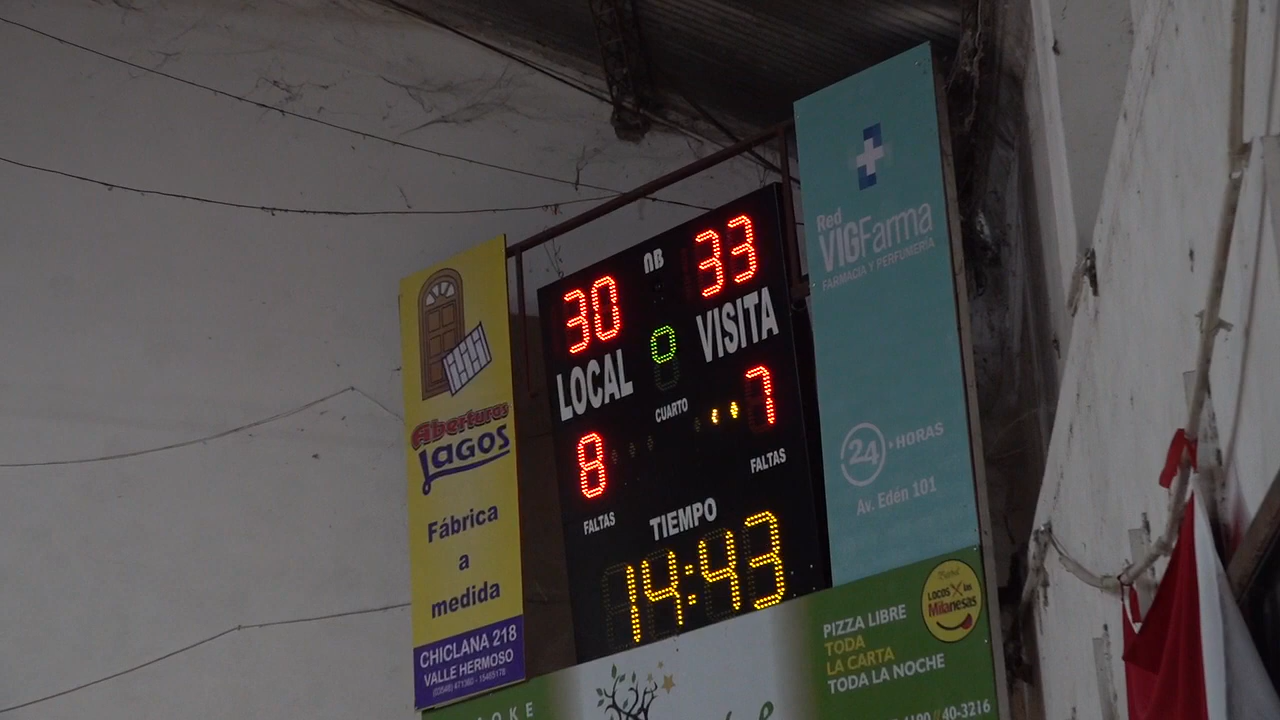 Aberturas
LAGOS
Fábrica
a
medida
CHICLANA 218
VALLE HERMOSO
NB
30
33
LOCAL
VISITA
CUARTO
8
7
FALTAS
FALTAS
TIEMPO
14:43
Red
VIGFarma
FARMACIA Y PERFUMERÍA
24 HORAS
Av. Edén 101
PIZZA LIBRE
TODA
LA CARTA
TODA LA NOCHE
LOCOS X las
Milanesas
40-3216